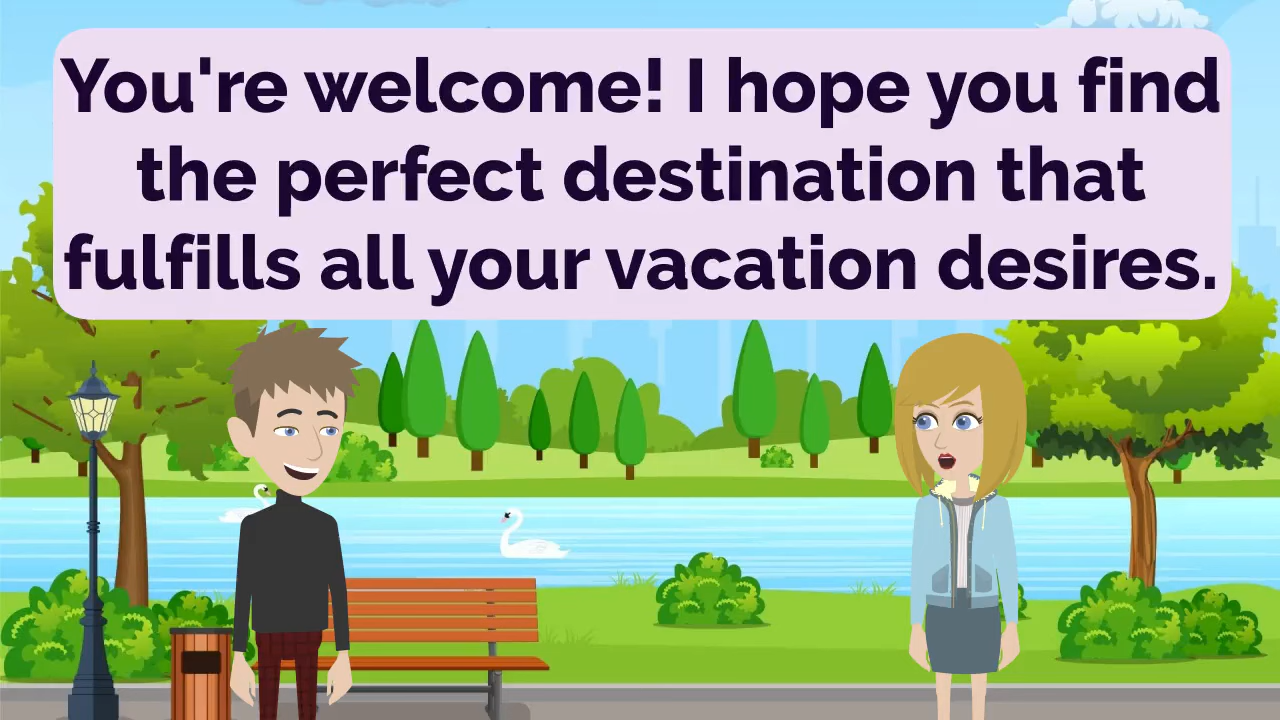 You're welcome! I hope you find
the perfect destination that
fulfills all your vacation desires.